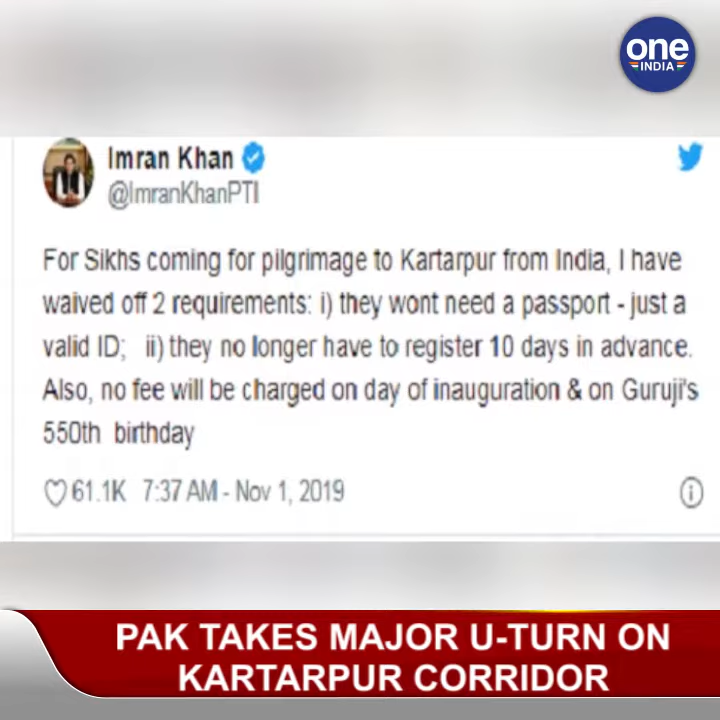 one
INDIA
Imran Khan
@ImranKhanPTI
For Sikhs coming for pilgrimage to Kartarpur from India, I have
waived off 2 requirements: i) they wont need a passport - just a
valid ID; ii) they no longer have to register 10 days in advance.
Also, no fee will be charged on day of inauguration & on Guruji's
550th birthday
61.1K 7:37 AM - Nov 1, 2019
PAK TAKES MAJOR U-TURN ON
KARTARPUR CORRIDOR